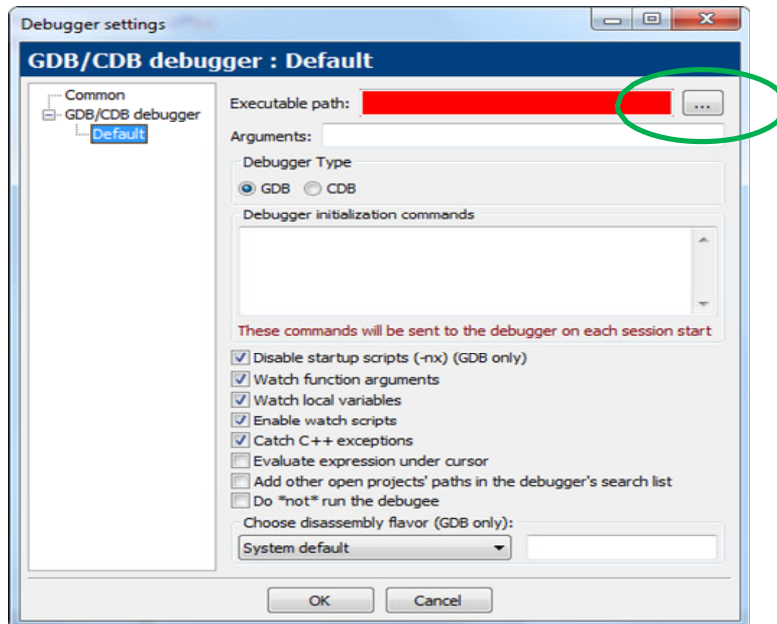 Debugger settings
GDB/CDB debugger : Default
Common
GDB/CDB debugger
Default
Executable path:
...
Arguments:
Debugger Type
GDB
CDB
Debugger initialization commands
These commands will be sent to the debugger on each session start
Disable startup scripts (-nx) (GDB only)
Watch function arguments
Watch local variables
Enable watch scripts
Catch C++ exceptions
Evaluate expression under cursor
Add other open projects' paths in the debugger's search list
Do *not* run the debugee
Choose disassembly flavor (GDB only):
System default
OK
Cancel